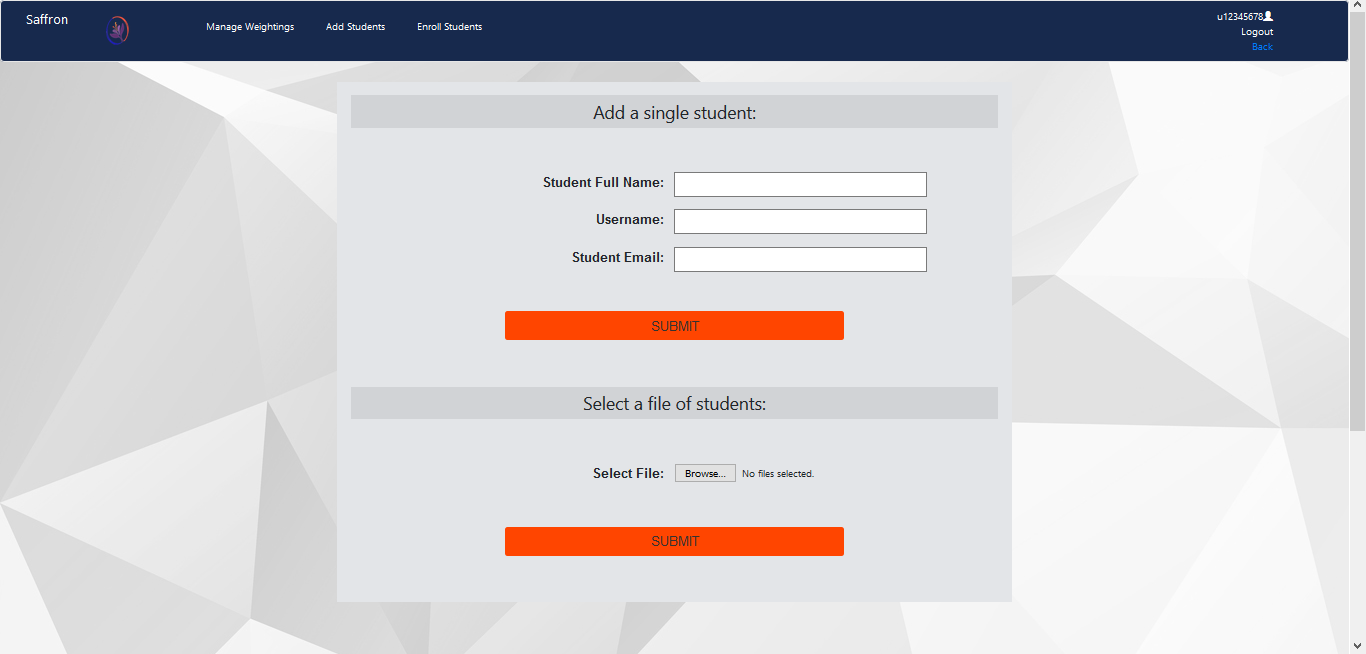 Saffron
Manage Weightings
Add Students
Enroll Students
u12345678
Logout
Back
Add a single student:
Student Full Name:
Username:
Student Email:
SUBMIT
Select a file of students:
Select File: Browse... No files selected.
SUBMIT